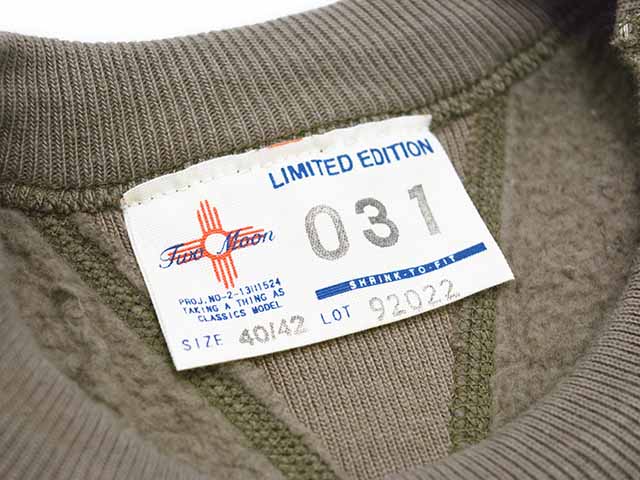 LIMITED EDITION
Two Moon
031
SHRINK-TO-FIT
PROJ.NO-2-13111524
TAKING A THING AS
CLASSICS MODEL
SIZE 40/42 LOT 92022